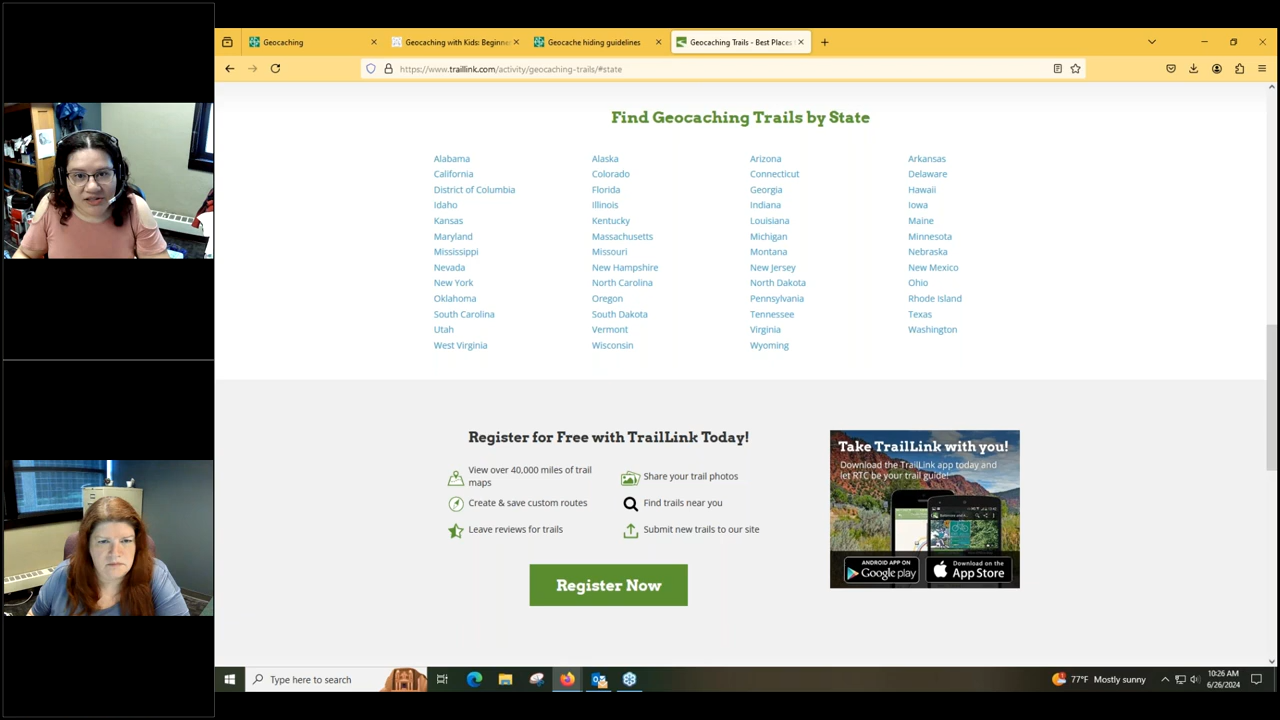 Geocaching
Geocaching with Kids: Beginne
Geocache hiding guidelines
Geocaching Trails - Best Places
https://www.traillink.com/activity/geocaching-trails/#state
Find Geocaching Trails by State
Alabama Alaska Arizona Arkansas
California Colorado Connecticut Delaware
District of Columbia Florida Georgia Hawaii
Idaho Illinois Indiana Iowa
Kansas Kentucky Louisiana Maine
Maryland Massachusetts Michigan Minnesota
Mississippi Missouri Montana Nebraska
Nevada New Hampshire New Jersey New Mexico
New York North Carolina North Dakota Ohio
Oklahoma Oregon Pennsylvania Rhode Island
South Carolina South Dakota Tennessee Texas
Utah Vermont Virginia Washington
West Virginia Wisconsin Wyoming
Register for Free with TrailLink Today!
View over 40,000 miles of trail
maps
Share your trail photos
Create & save custom routes
Find trails near you
Leave reviews for trails
Submit new trails to our site
Register Now
Take TrailLink with you!
Download the TrailLink app today and
let RTC be your trail guide!
ANDROID APP ON
Google play
Download on the
App Store
Type here to search
77°F Mostly sunny
10:26 AM
6/26/2024